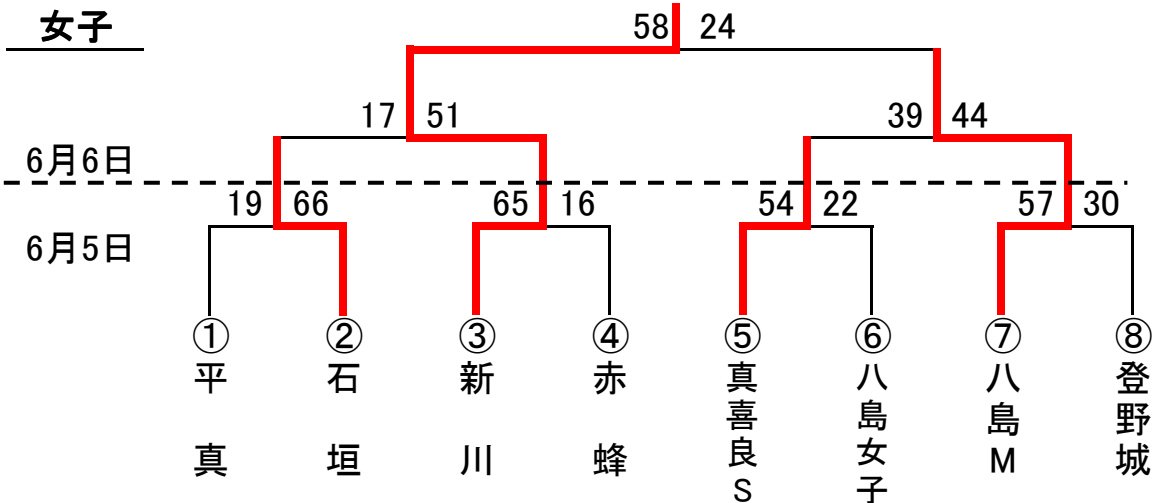 女子
58 24
17 51
39 44
6月6日
19 66
65 16
54 22
57 30
6月5日
① ② ③ ④ ⑤ ⑥ ⑦ ⑧
平真
石垣
新川
赤蜂
真喜良S
八島女子
八島M
登野城